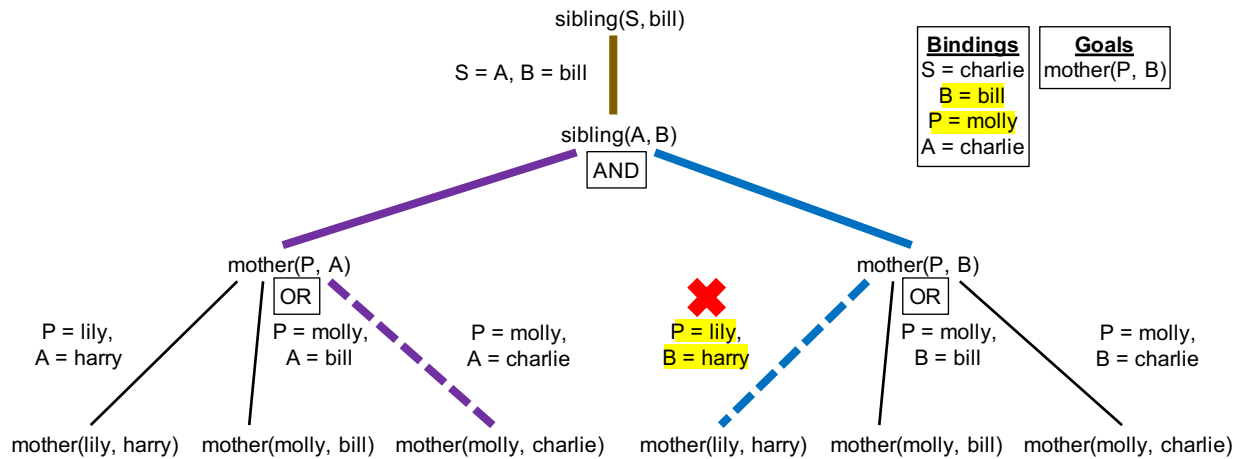 sibling(S, bill)
S = A, B = bill
Bindings
S = charlie
B = bill
P = molly
A = charlie
Goals
mother(P, B)
sibling(A, B)
AND
mother(P, A)
OR
mother(P, B)
OR
P = lily,
A = harry
P = molly,
A = bill
P = molly,
A = charlie
P = lily,
B = harry
P = molly,
B = bill
P = molly,
B = charlie
mother(lily, harry)
mother(molly, bill)
mother(molly, charlie)
mother(lily, harry)
mother(molly, bill)
mother(molly, charlie)